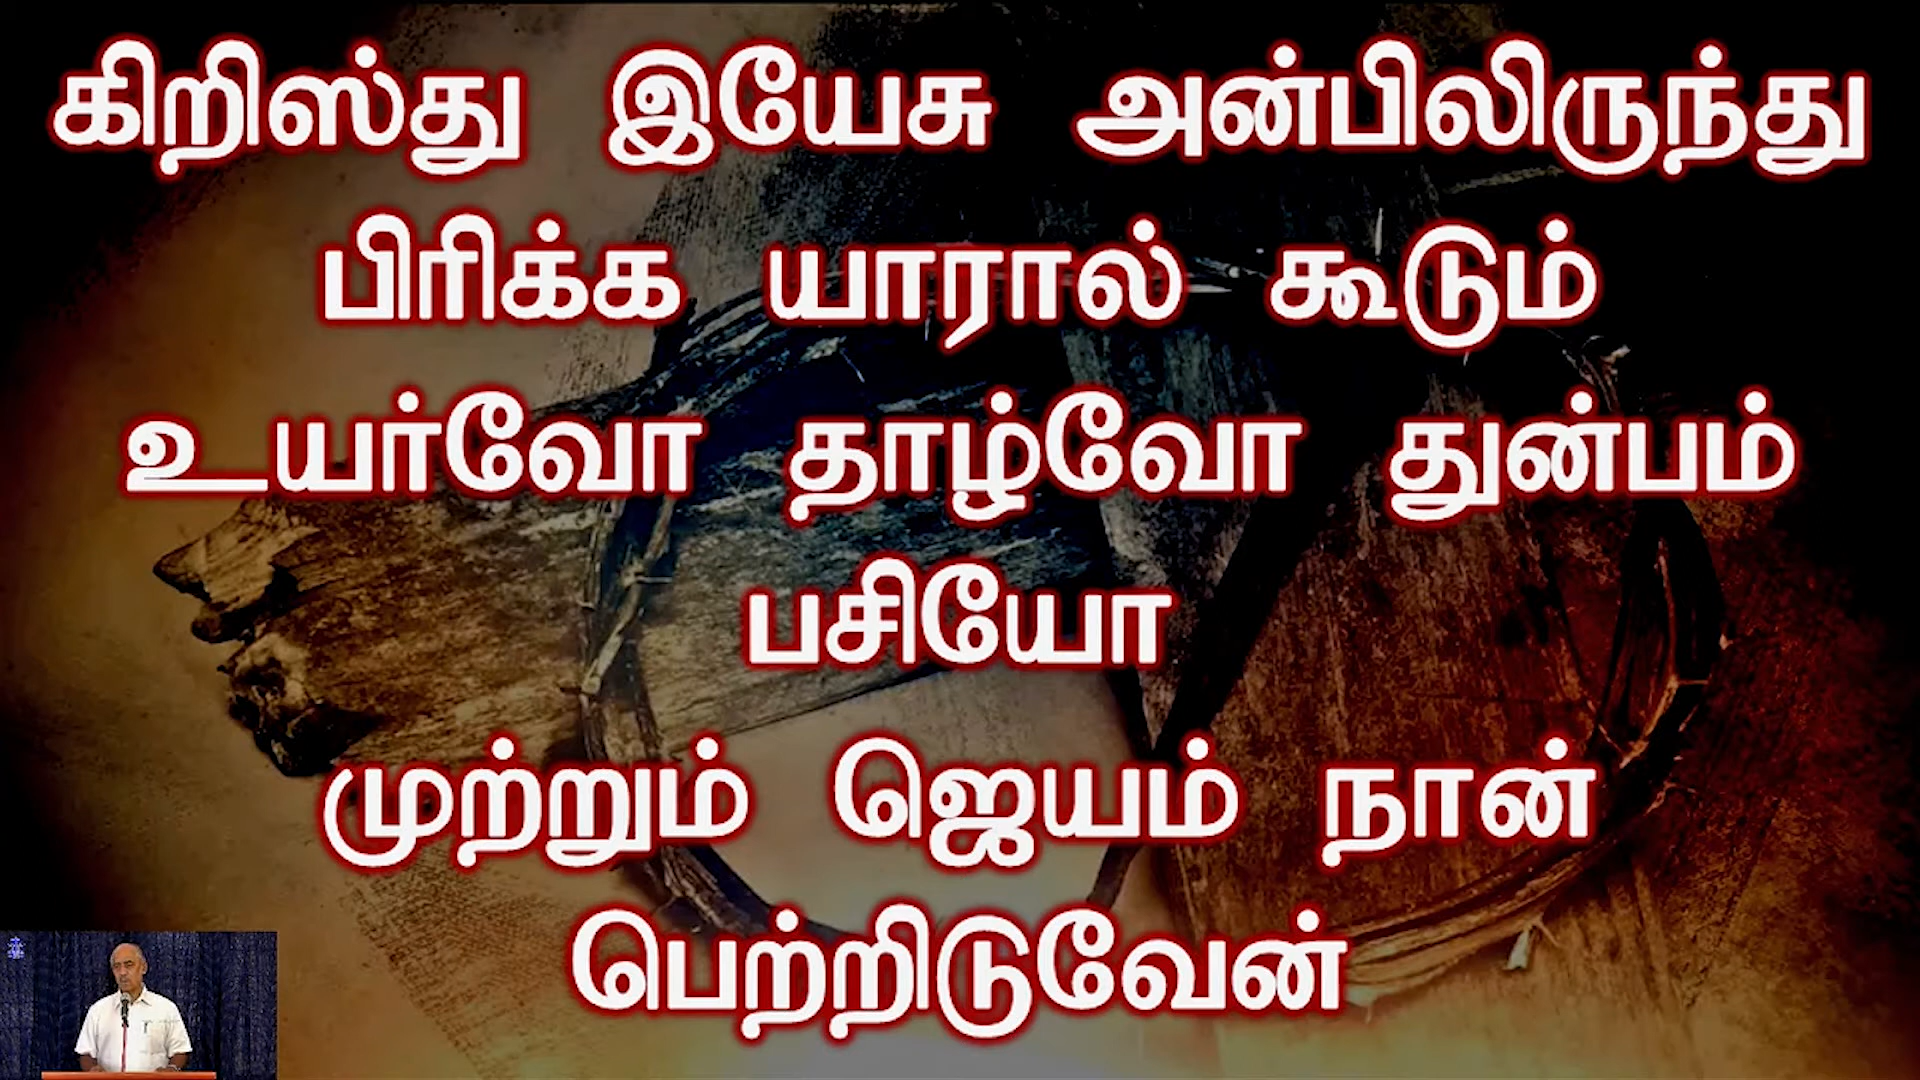 கிறிஸ்து இயேசு அன்பிலிருந்து
பிரிக்க யாரால் கூடும்
உயர்வோ தாழ்வோ துன்பம்
பசியோ
முற்றும் ஜெயம் நான்
பெற்றிடுவேன்